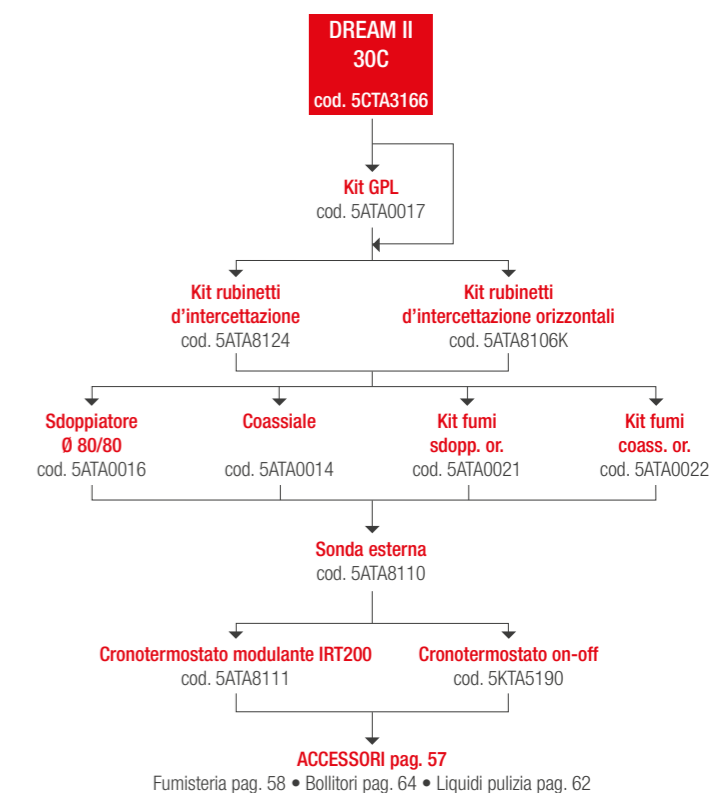 DREAM II
30C
cod. 5CTA3166
Kit GPL
cod. 5ATA0017
Kit rubinetti
d’intercettazione
cod. 5ATA8124
Kit rubinetti
d’intercettazione orizzontali
cod. 5ATA8106K
Sdoppiatore
Ø 80/80
cod. 5ATA0016
Coassiale
cod. 5ATA0014
Kit fumi
sdopp. or.
cod. 5ATA0021
Kit fumi
coass. or.
cod. 5ATA0022
Sonda esterna
cod. 5ATA8110
Cronotermostato modulante IRT200
cod. 5ATA8111
Cronotermostato on-off
cod. 5KTA5190
ACCESSORI pag. 57
Fumisteria pag. 58 • Bollitori pag. 64 • Liquidi pulizia pag. 62